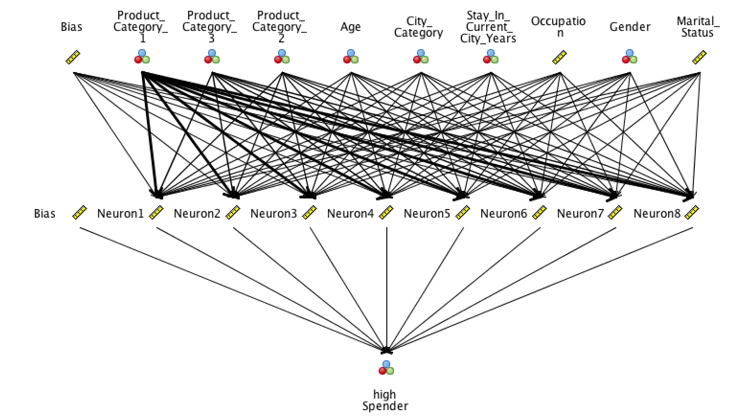 Bias
Product_
Category_
1
Product_
Category_
3
Product_
Category_
2
Age
City_
Category
Stay_In_
Current_
City_Years
Occupatio
n
Gender
Marital_
Status
Bias
Neuron1
Neuron2
Neuron3
Neuron4
Neuron5
Neuron6
Neuron7
Neuron8
high
Spender